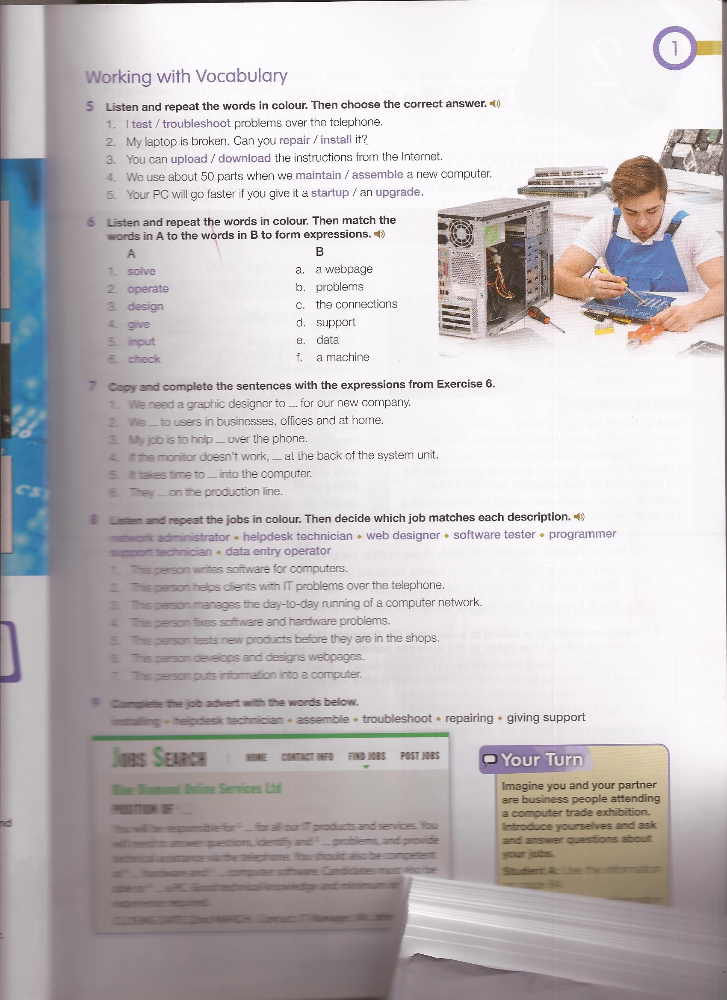 1
Working with Vocabulary
5 Listen and repeat the words in colour. Then choose the correct answer.
1. I test / troubleshoot problems over the telephone.
2. My laptop is broken. Can you repair / install it?
3. You can upload / download the instructions from the Internet.
4. We use about 50 parts when we maintain / assemble a new computer.
5. Your PC will go faster if you give it a startup / an upgrade.
6 Listen and repeat the words in colour. Then match the
words in A to the words in B to form expressions.
A B
1. solve a. a webpage
2. operate b. problems
3. design c. the connections
4. give d. support
5. input e. data
6. check f. a machine
7 Copy and complete the sentences with the expressions from Exercise 6.
1. We need a graphic designer to ..... for our new company.
2. We ..... to users in businesses, offices and at home.
3. My job is to help ..... over the phone.
4. If the monitor doesn't work, ..... at the back of the system unit.
5. It takes time to ..... into the computer.
6. They ..... on the production line.
8 Listen and repeat the jobs in colour. Then decide which job matches each description.
network administrator • helpdesk technician • web designer • software tester • programmer
support technician • data entry operator
1. This person writes software for computers.
2. This person helps clients with IT problems over the telephone.
3. This person manages the day-to-day running of a computer network.
4. This person fixes software and hardware problems.
5. This person tests new products before they are in the shops.
6. This person develops and designs webpages.
7. This person puts information into a computer.
9 Complete the job advert with the words below.
installing • helpdesk technician • assemble • troubleshoot • repairing • giving support
JOBS SEARCH | HOME CONTACT INFO FIND JOBS POST JOBS
Blue Diamond Online Services Ltd
POSITION OF 1 .....
You will be responsible for 2 ..... for all our IT products and services. You
will need to answer questions, identify and 3 ..... problems, and provide
technical assistance via the telephone. You should also be competent
at 4 ..... hardware and 5 ..... computer software. Candidates must also be
able to 6 ..... a PC. Good technical knowledge and minimum
experience required.
CLOSING DATE: 22nd MARCH Contact: IT Manager,
Your Turn
Imagine you and your partner
are business people attending
a computer trade exhibition.
Introduce yourselves and ask
and answer questions about
your jobs.
Student A: Use the information
on page 84.